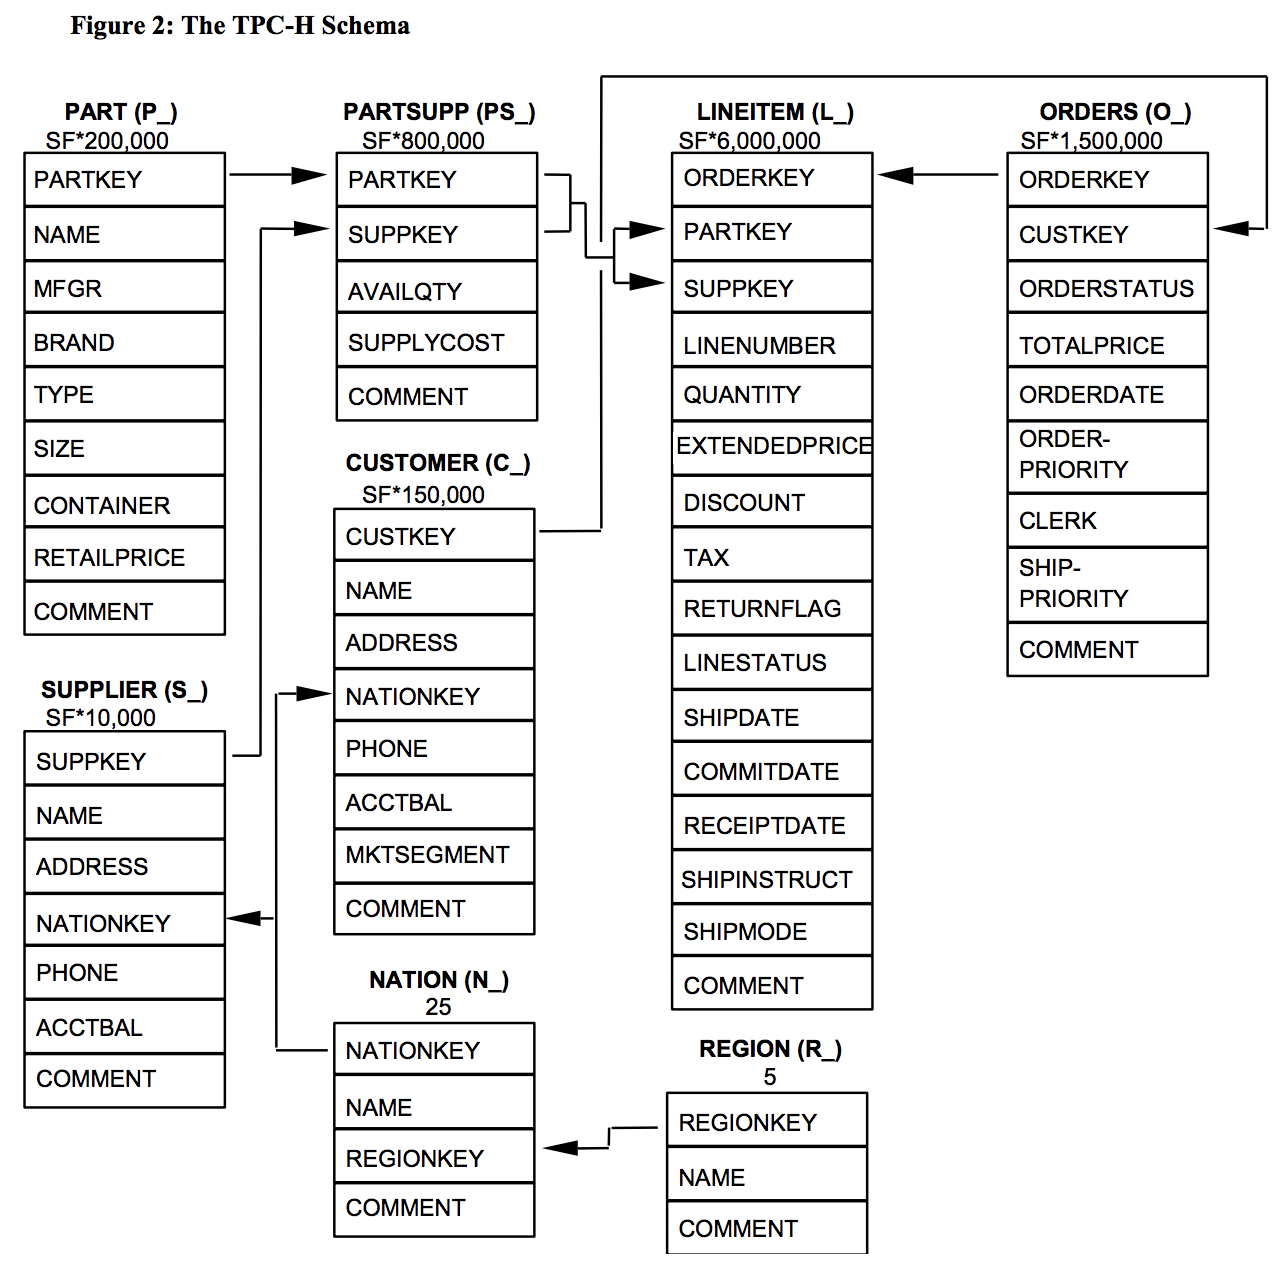 Figure 2: The TPC-H Schema
PART (P_)
SF*200,000
PARTKEY
NAME
MFGR
BRAND
TYPE
SIZE
CONTAINER
RETAILPRICE
COMMENT
SUPPLIER (S_)
SF*10,000
SUPPKEY
NAME
ADDRESS
NATIONKEY
PHONE
ACCTBAL
COMMENT
PARTSUPP (PS_)
SF*800,000
PARTKEY
SUPPKEY
AVAILQTY
SUPPLYCOST
COMMENT
CUSTOMER (C_)
SF*150,000
CUSTKEY
NAME
ADDRESS
NATIONKEY
PHONE
ACCTBAL
MKTSEGMENT
COMMENT
NATION (N_)
25
NATIONKEY
NAME
REGIONKEY
COMMENT
LINEITEM (L_)
SF*6,000,000
ORDERKEY
PARTKEY
SUPPKEY
LINENUMBER
QUANTITY
EXTENDEDPRICE
DISCOUNT
TAX
RETURNFLAG
LINESTATUS
SHIPDATE
COMMITDATE
RECEIPTDATE
SHIPINSTRUCT
SHIPMODE
COMMENT
REGION (R_)
5
REGIONKEY
NAME
COMMENT
ORDERS (O_)
SF*1,500,000
ORDERKEY
CUSTKEY
ORDERSTATUS
TOTALPRICE
ORDERDATE
ORDER-
PRIORITY
CLERK
SHIP-
PRIORITY
COMMENT